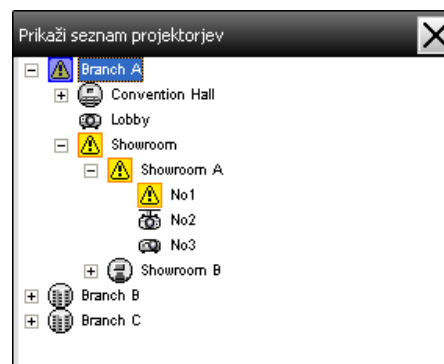 Prikaži seznam projektorjev
Branch A
Convention Hall
Lobby
Showroom
Showroom A
No1
No2
No3
Showroom B
Branch B
Branch C